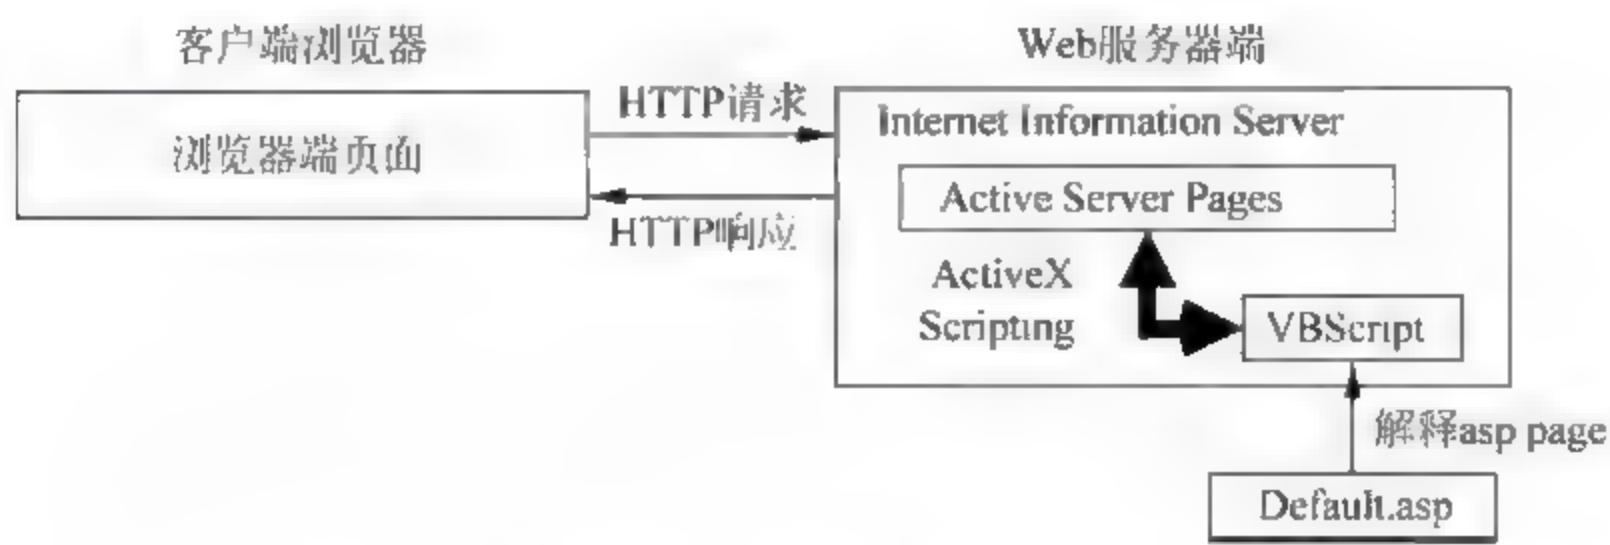 客户端浏览器
Web服务器端
浏览器端页面
HTTP请求
HTTP响应
Internet Information Server
Active Server Pages
ActiveX
Scripting
VBScript
解释asp page
Default.asp